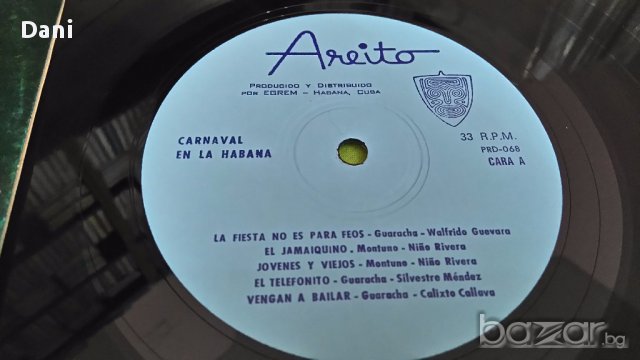 Dani
Areito
PRODUCIDO Y DISTRIBUIDO
POR EGREM - HABANA, CUBA
CARNAVAL
EN LA HABANA
33 R.P.M.
PRD-068
CARA A
LA FIESTA NO ES PARA FEOS - Guaracha - Walfrido Guevara
EL JAMAIQUINO - Montuno - Niño Rivera
JOVENES Y VIEJOS - Montuno - Niño Rivera
EL TELEFONITO - Guaracha - Silvestre Méndez
VENGAN A BAILAR - Guaracha - Calixto Callava
bazar.bg